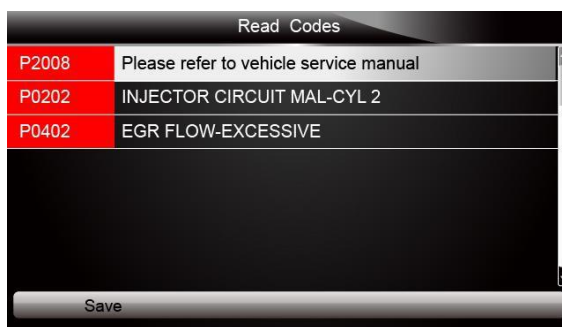 Read Codes
P2008 Please refer to vehicle service manual
P0202 INJECTOR CIRCUIT MAL-CYL 2
P0402 EGR FLOW-EXCESSIVE
Save